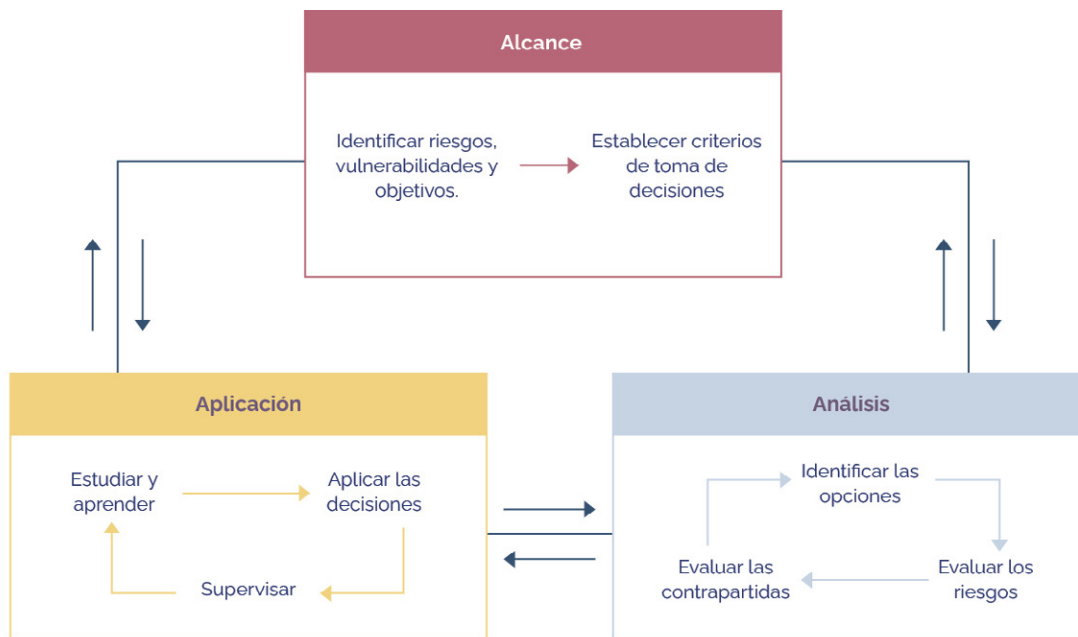 Alcance
Identificar riesgos,
vulnerabilidades y
objetivos.
Establecer criterios
de toma de
decisiones
Aplicación
Estudiar y
aprender
Aplicar las
decisiones
Supervisar
Análisis
Identificar las
opciones
Evaluar las
contrapartidas
Evaluar los
riesgos